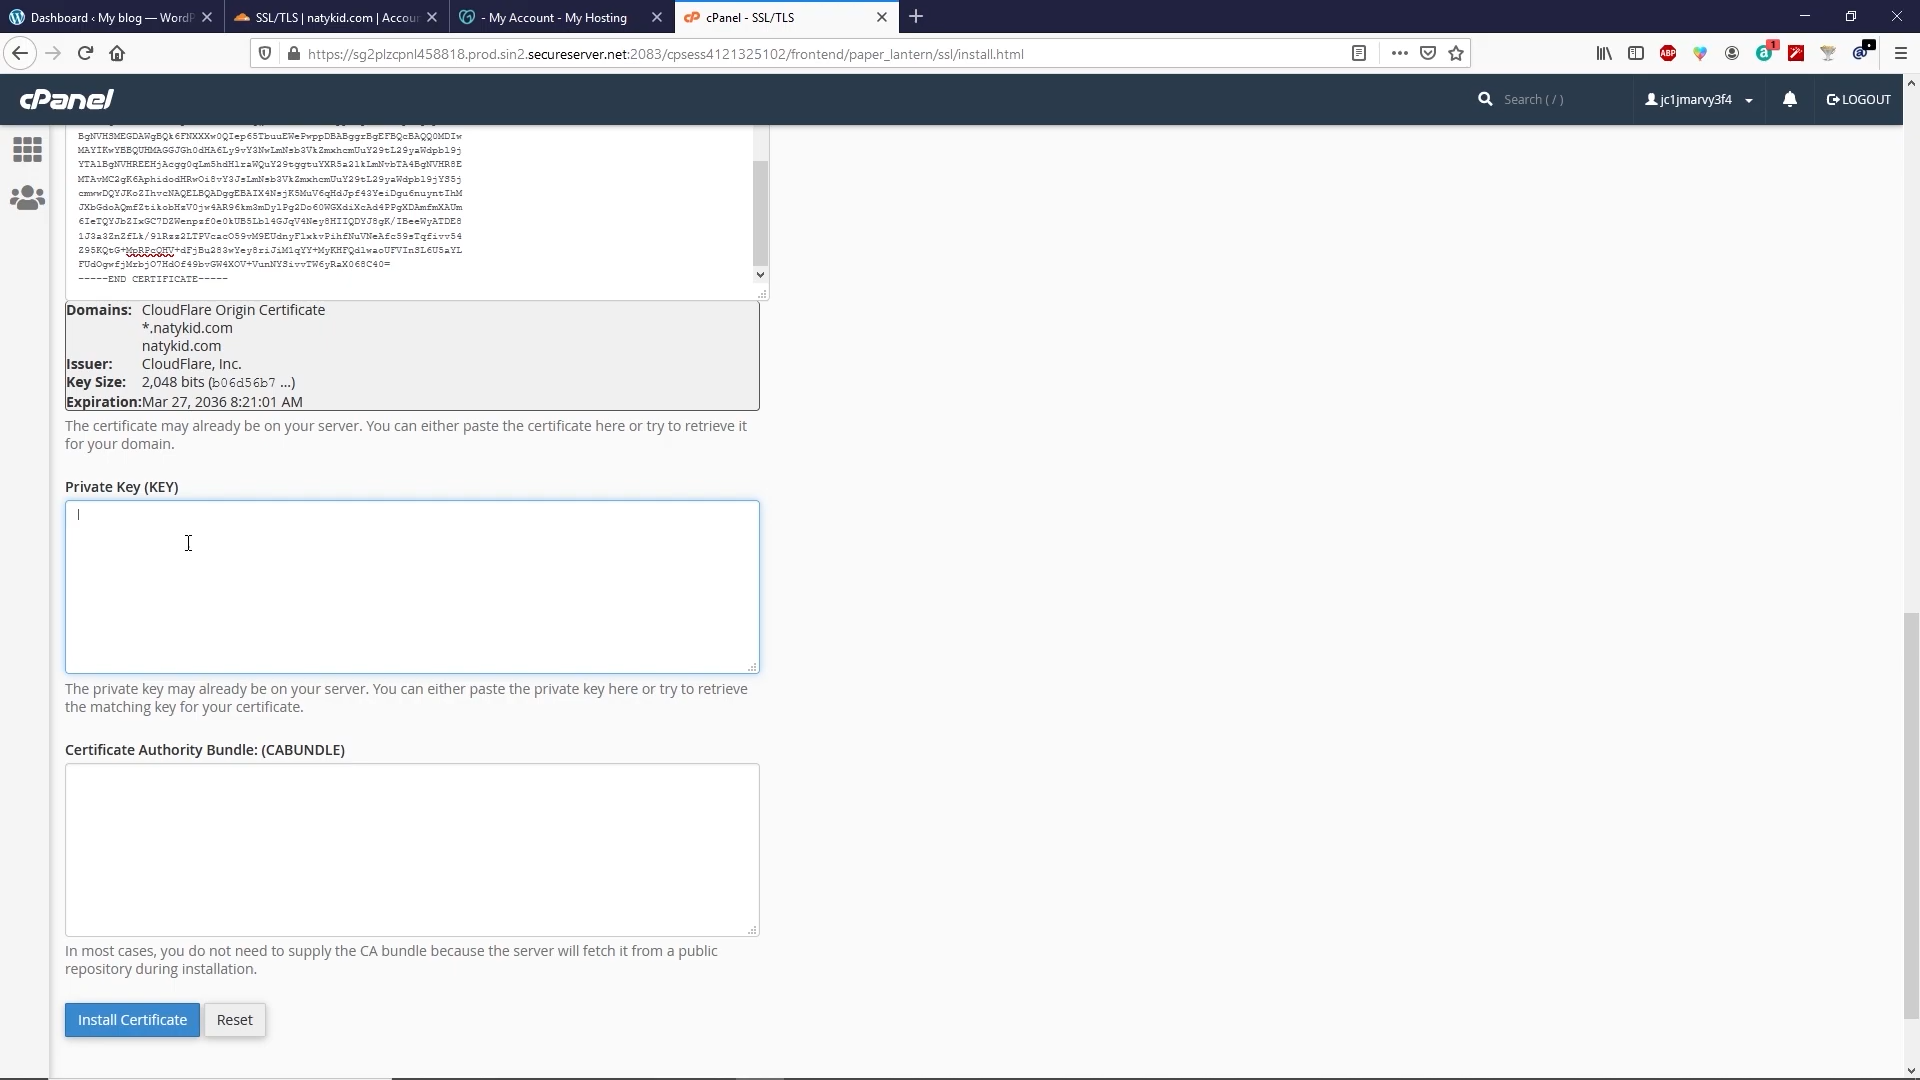 Dashboard ‹ My blog — WordP
SSL/TLS | natykid.com | Accou
- My Account - My Hosting
cPanel - SSL/TLS
https://sg2plzcpnl458818.prod.sin2.secureserver.net:2083/cpsess4121325102/frontend/paper_lantern/ssl/install.html
ABP
1
cPanel
Search ( / )
jc1jmarvy3f4
LOGOUT
-----END CERTIFICATE-----
Domains: CloudFlare Origin Certificate
*.natykid.com
natykid.com
Issuer: CloudFlare, Inc.
Key Size: 2,048 bits (b06d56b7 ...)
Expiration:Mar 27, 2036 8:21:01 AM
The certificate may already be on your server. You can either paste the certificate here or try to retrieve it
for your domain.
Private Key (KEY)
The private key may already be on your server. You can either paste the private key here or try to retrieve
the matching key for your certificate.
Certificate Authority Bundle: (CABUNDLE)
In most cases, you do not need to supply the CA bundle because the server will fetch it from a public
repository during installation.
Install Certificate
Reset